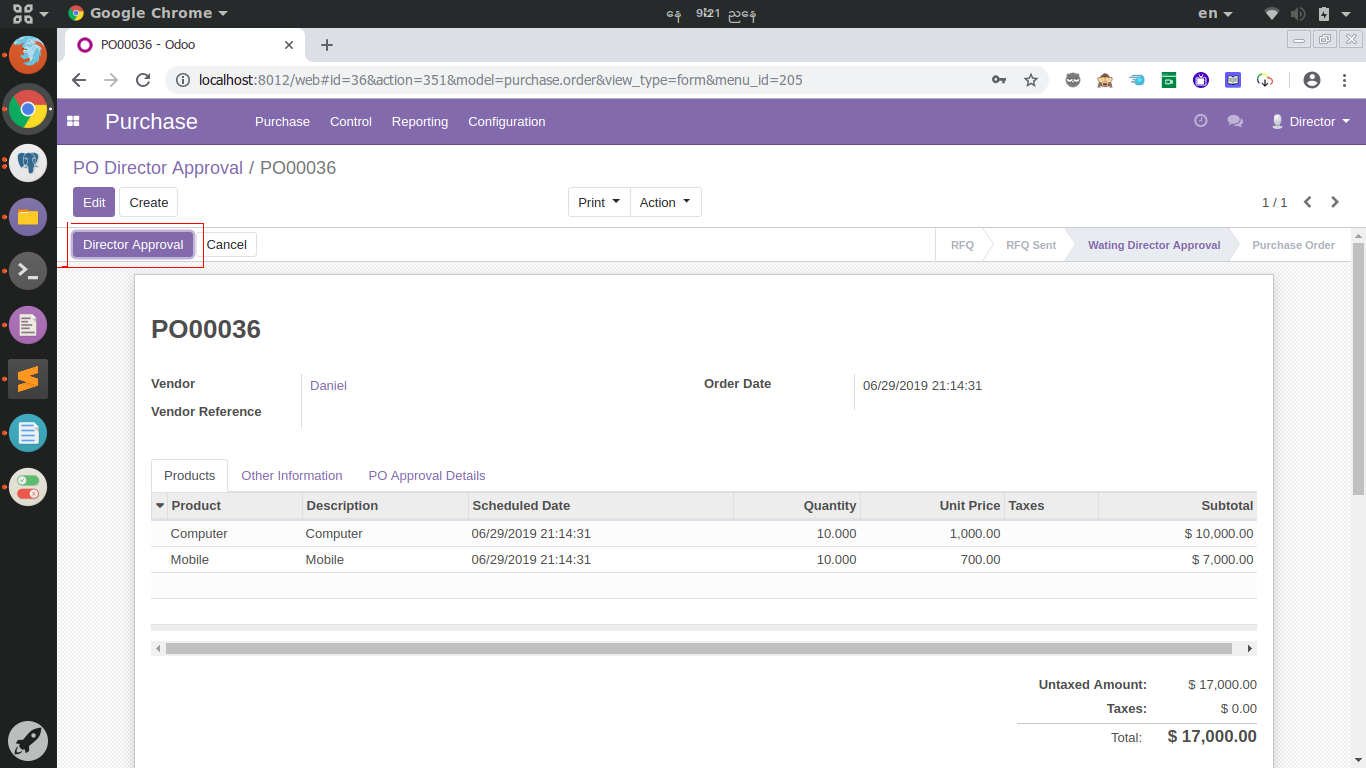 Google Chrome
နေ 9:21 ညနေ
en
PO00036 - Odoo
localhost:8012/web#id=36&action=351&model=purchase.order&view_type=form&menu_id=205
Purchase Purchase Control Reporting Configuration Director
PO Director Approval / PO00036
Edit Create Print Action 1 / 1
Director Approval Cancel RFQ RFQ Sent Wating Director Approval Purchase Order
PO00036
Vendor Daniel Order Date 06/29/2019 21:14:31
Vendor Reference
Products Other Information PO Approval Details
Product Description Scheduled Date Quantity Unit Price Taxes Subtotal
Computer Computer 06/29/2019 21:14:31 10.000 1,000.00 $ 10,000.00
Mobile Mobile 06/29/2019 21:14:31 10.000 700.00 $ 7,000.00
Untaxed Amount: $ 17,000.00
Taxes: $ 0.00
Total: $ 17,000.00